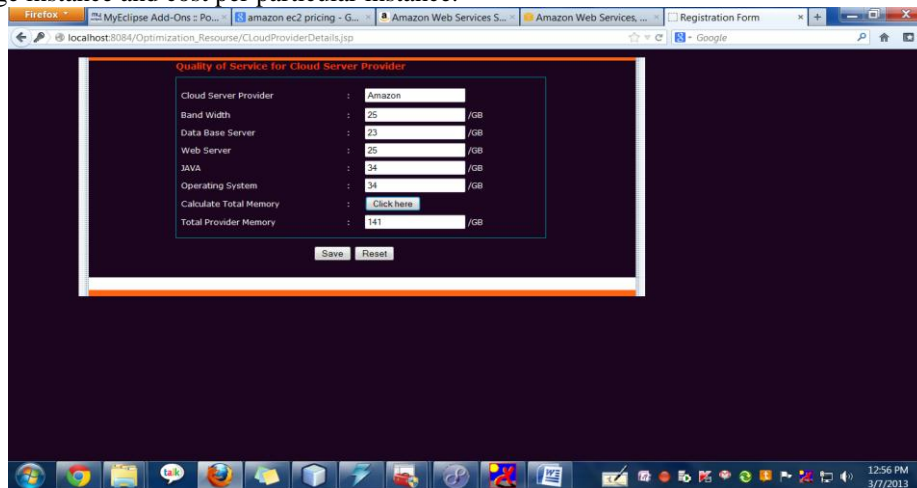 ge instance and cost per particular instance.
Firefox
MyEclipse Add-Ons :: Po...
amazon ec2 pricing - G...
Amazon Web Services S...
Amazon Web Services, ...
Registration Form
localhost:8084/Optimization_Resourse/CLoudProviderDetails.jsp
Google
Quality of Service for Cloud Server Provider
Cloud Server Provider : Amazon
Band Width : 25 /GB
Data Base Server : 23 /GB
Web Server : 25 /GB
JAVA : 34 /GB
Operating System : 34 /GB
Calculate Total Memory : Click here
Total Provider Memory : 141 /GB
Save Reset
talk
12:56 PM
3/7/2013